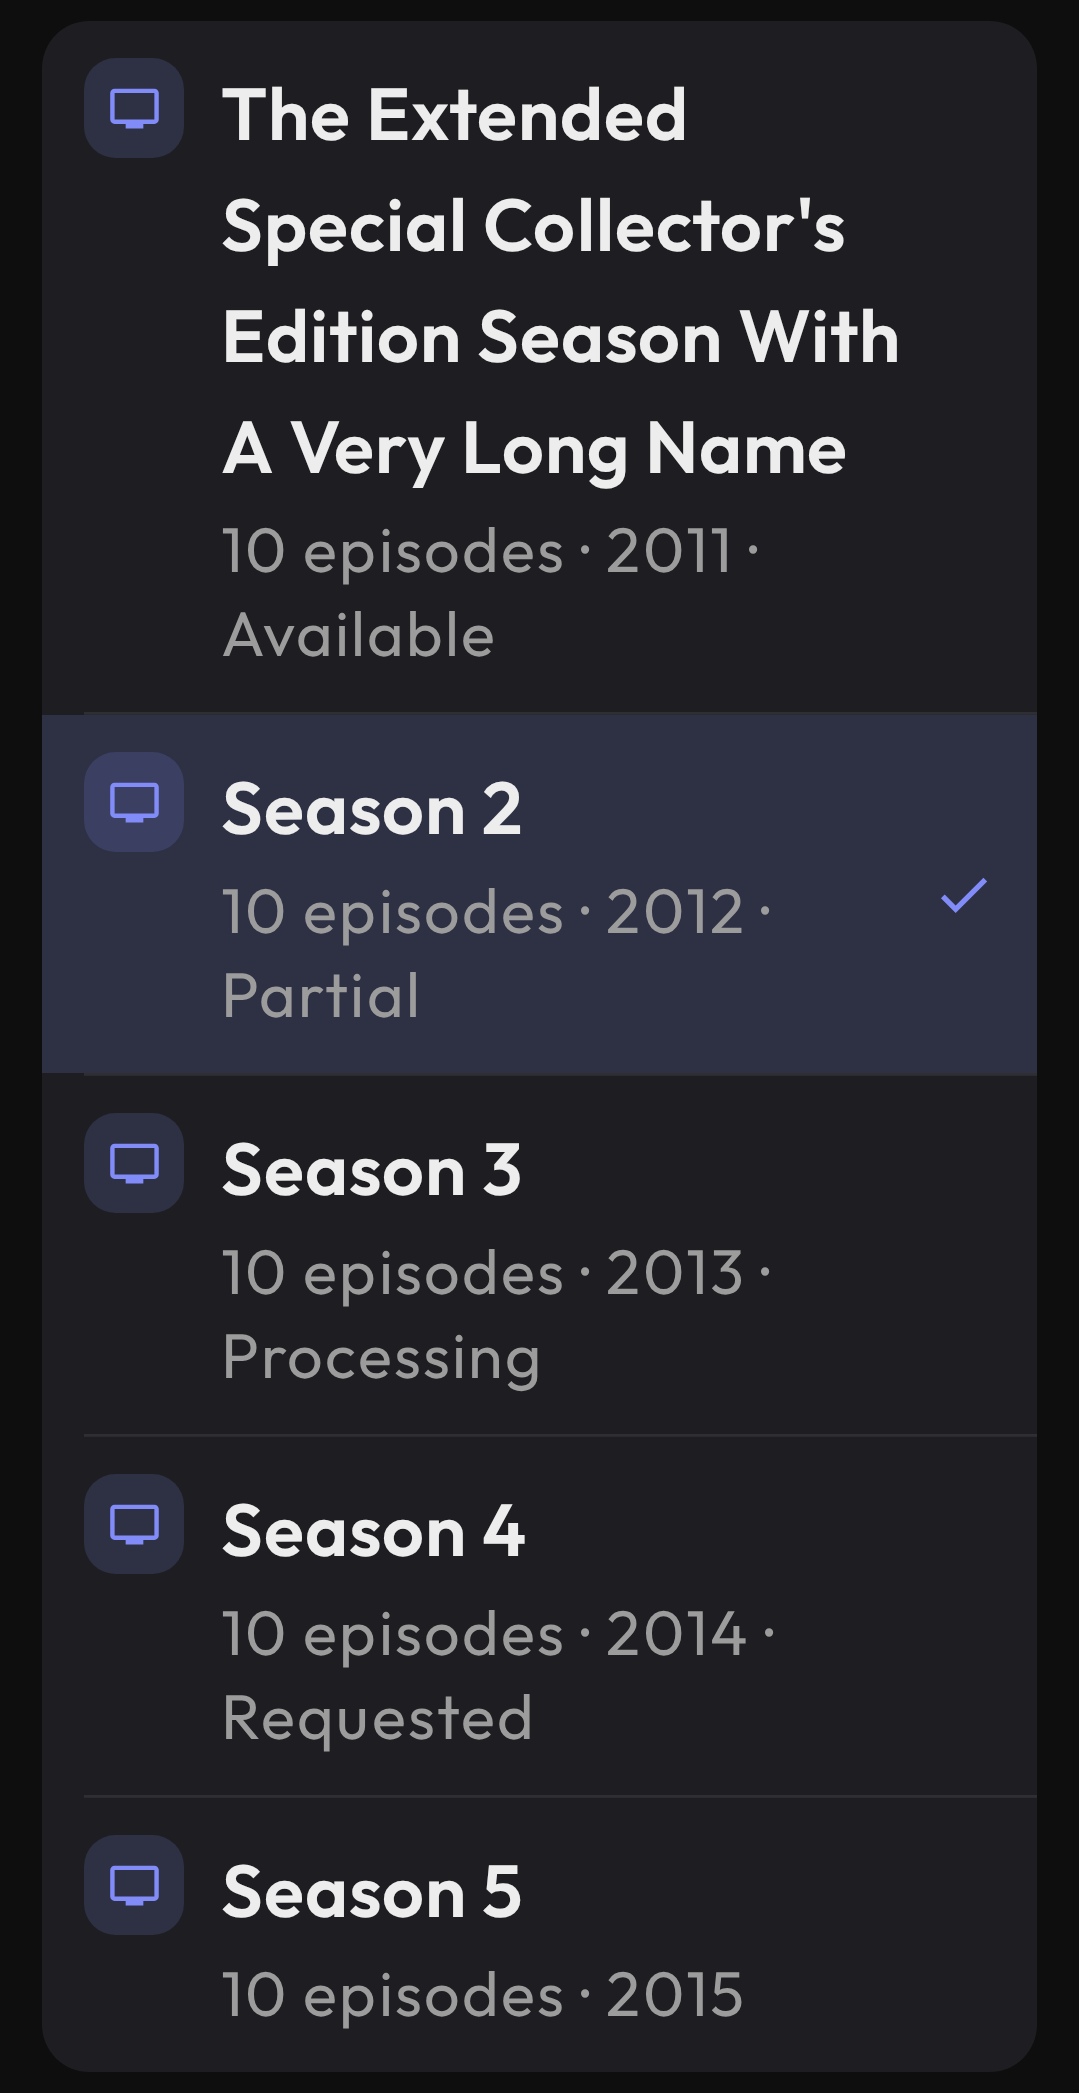 The Extended
Special Collector's
Edition Season With
A Very Long Name
10 episodes · 2011 ·
Available
Season 2
10 episodes · 2012 ·
Partial
Season 3
10 episodes · 2013 ·
Processing
Season 4
10 episodes · 2014 ·
Requested
Season 5
10 episodes · 2015